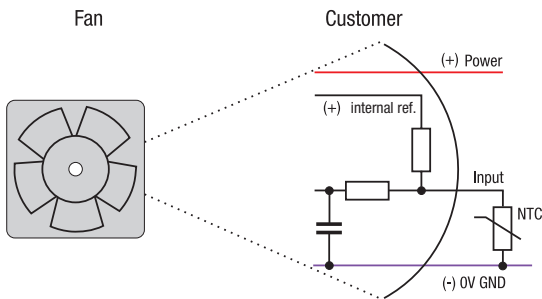 Fan
Customer
(+) Power
(+) internal ref.
Input
NTC
(-) 0V GND